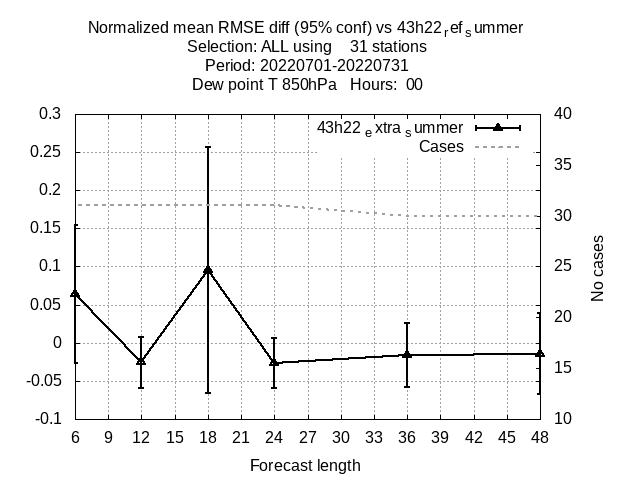 Normalized mean RMSE diff (95% conf) vs 43h22refsummer
Selection: ALL using 31 stations
Period: 20220701-20220731
Dew point T 850hPa Hours: 00
43h22extrasummer
Cases
0.3
0.25
0.2
0.15
0.1
0.05
0
-0.05
-0.1
40
35
30
25
20
15
10
No cases
6 9 12 15 18 21 24 27 30 33 36 39 42 45 48
Forecast length